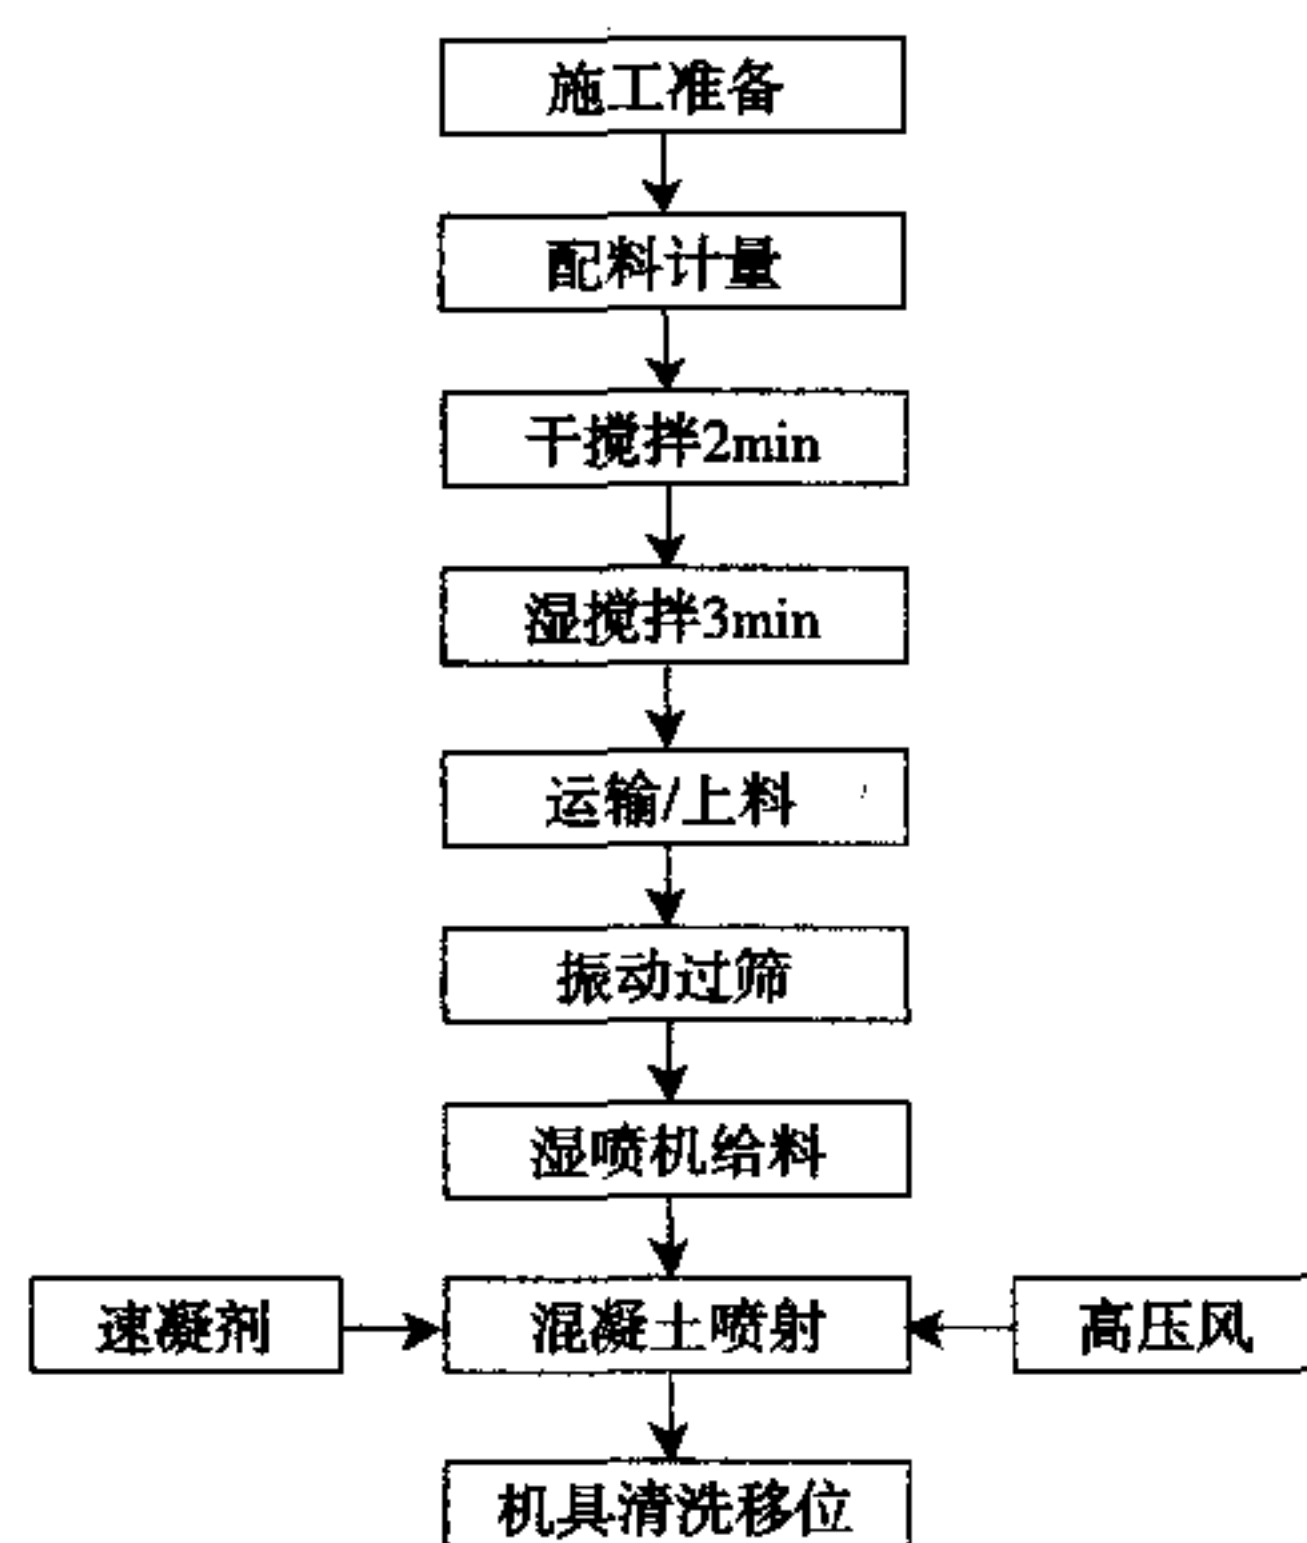 施工准备
配料计量
干搅拌2min
湿搅拌3min
运输/上料
振动过筛
湿喷机给料
速凝剂
混凝土喷射
高压风
机具清洗移位